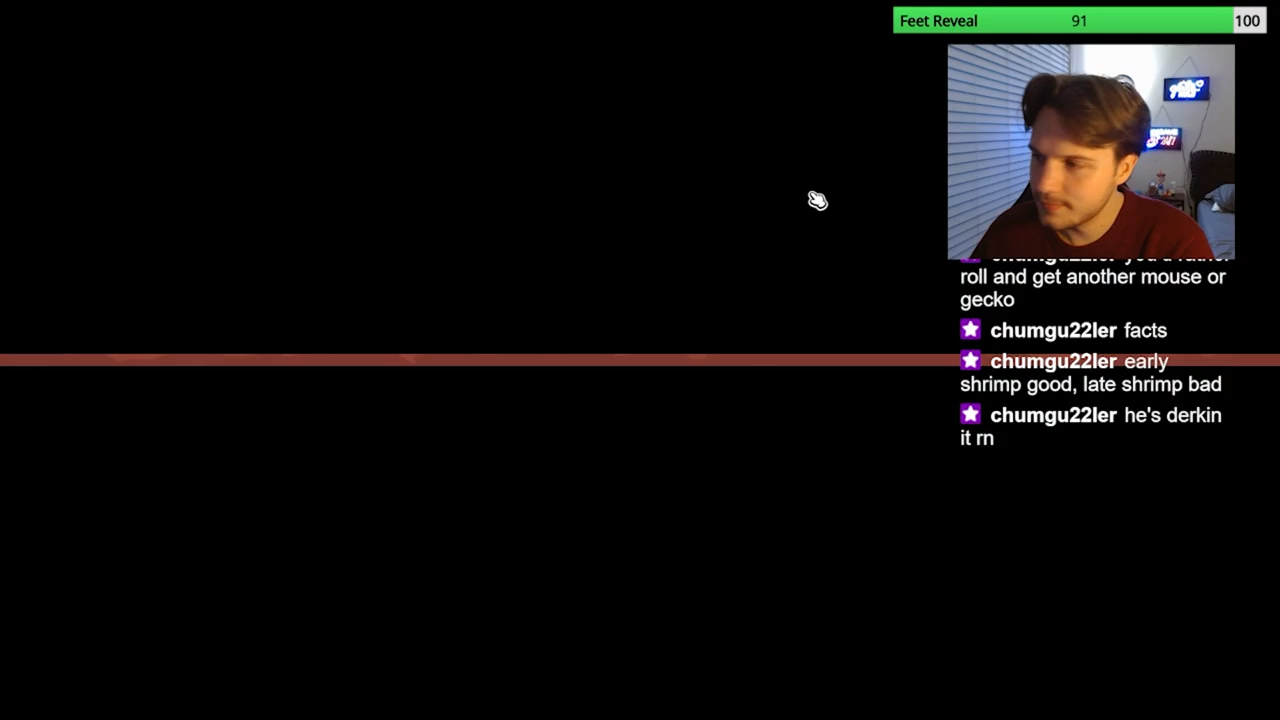 Feet Reveal 91 100
roll and get another mouse or
gecko
chumgu22ler facts
chumgu22ler early
shrimp good, late shrimp bad
chumgu22ler he's derkin
it rn